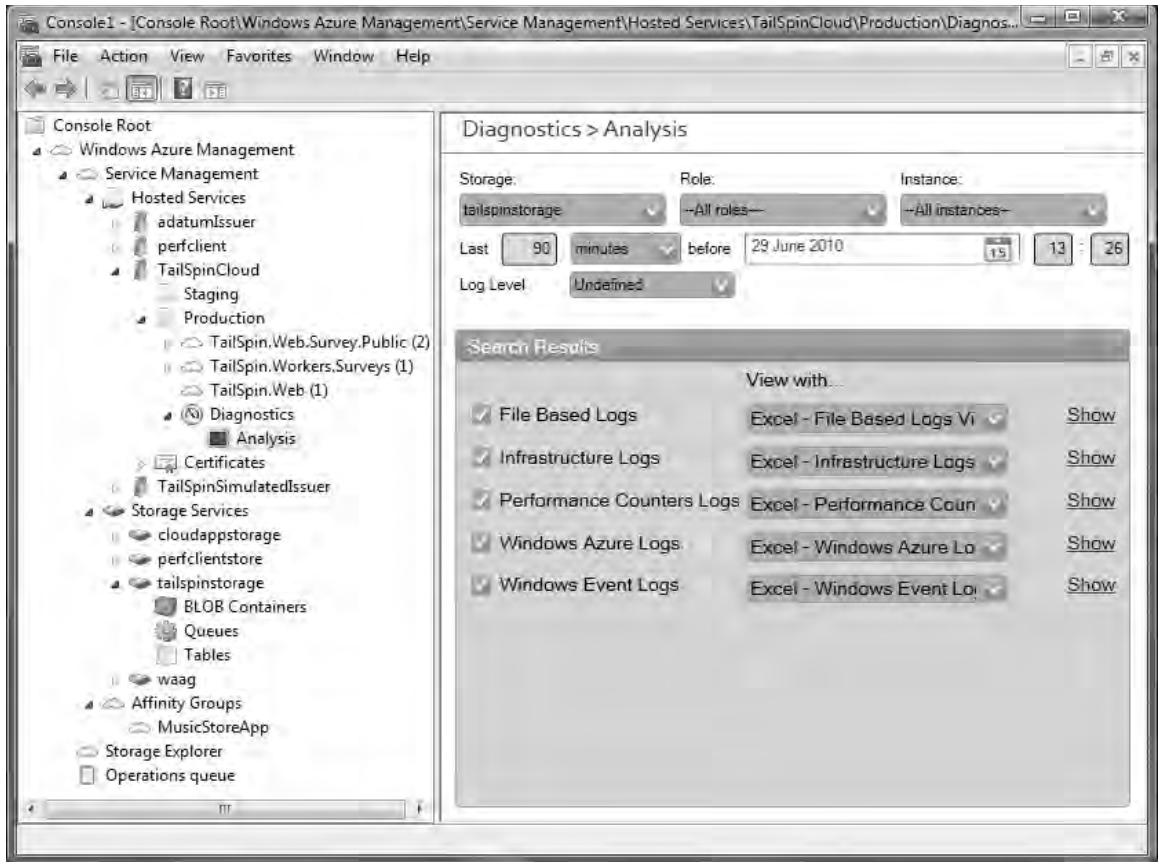 Console1 - [Console Root\Windows Azure Management\Service Management\Hosted Services\TailSpinCloud\Production\Diagnos...
File Action View Favorites Window Help
Console Root
Windows Azure Management
Service Management
Hosted Services
adatumIssuer
perfclient
TailSpinCloud
Staging
Production
TailSpin.Web.Survey.Public (2)
TailSpin.Workers.Surveys (1)
TailSpin.Web (1)
Diagnostics
Analysis
Certificates
TailSpinSimulatedIssuer
Storage Services
cloudappstorage
perfclientstore
tailspinstorage
BLOB Containers
Queues
Tables
waag
Affinity Groups
MusicStoreApp
Storage Explorer
Operations queue
Diagnostics > Analysis
Storage: Role: Instance:
tailspinstorage --All roles-- --All instances--
Last 90 minutes before 29 June 2010 15 13 : 26
Log Level Undefined
Search Results
View with...
File Based Logs Excel - File Based Logs Vi Show
Infrastructure Logs Excel - Infrastructure Logs Show
Performance Counters Logs Excel - Performance Coun Show
Windows Azure Logs Excel - Windows Azure Lo Show
Windows Event Logs Excel - Windows Event Lo Show